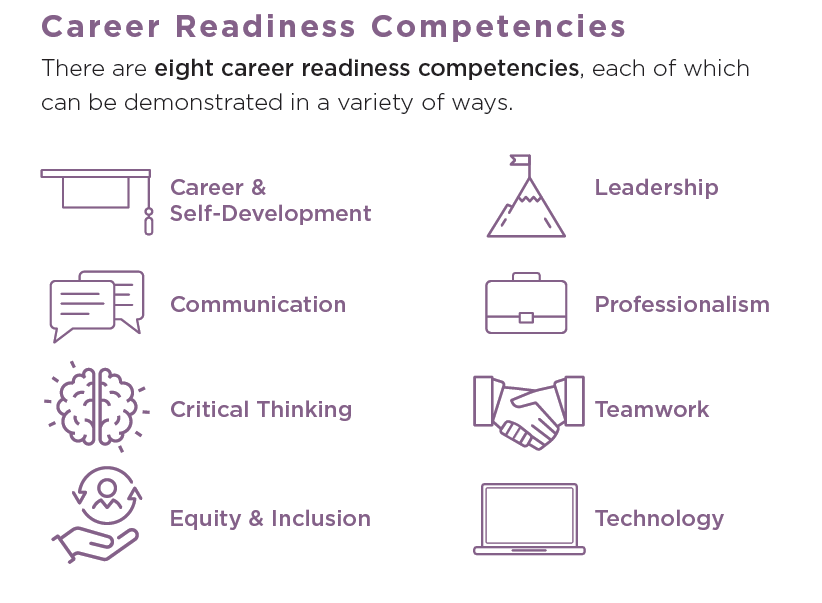 Career Readiness Competencies
There are eight career readiness competencies, each of which
can be demonstrated in a variety of ways.
Career &
Self-Development
Leadership
Communication
Professionalism
Critical Thinking
Teamwork
Equity & Inclusion
Technology